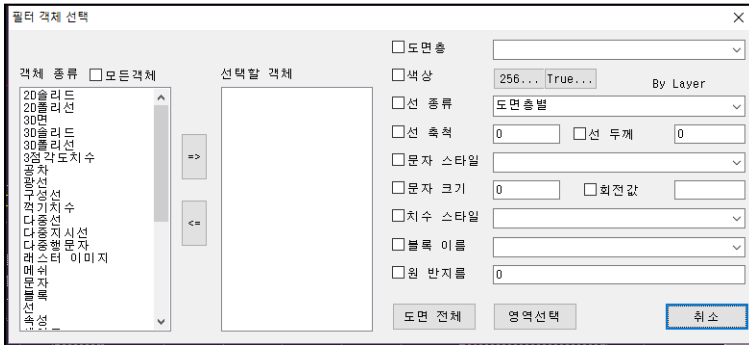 필터 객체 선택
객체 종류 모든객체
2D솔리드
2D폴리선
3D면
3D솔리드
3D폴리선
3점각도치수
공차
광선
구성선
꺽기치수
다중선
다중지시선
다중행문자
래스터 이미지
메쉬
문자
블록
선
속성
=>
<=
선택할 객체
도면층
색상 256... True... By Layer
선 종류 도면층별
선 축척 0 선 두께 0
문자 스타일
문자 크기 0 회전값
치수 스타일
블록 이름
원 반지름 0
도면 전체 영역선택 취소